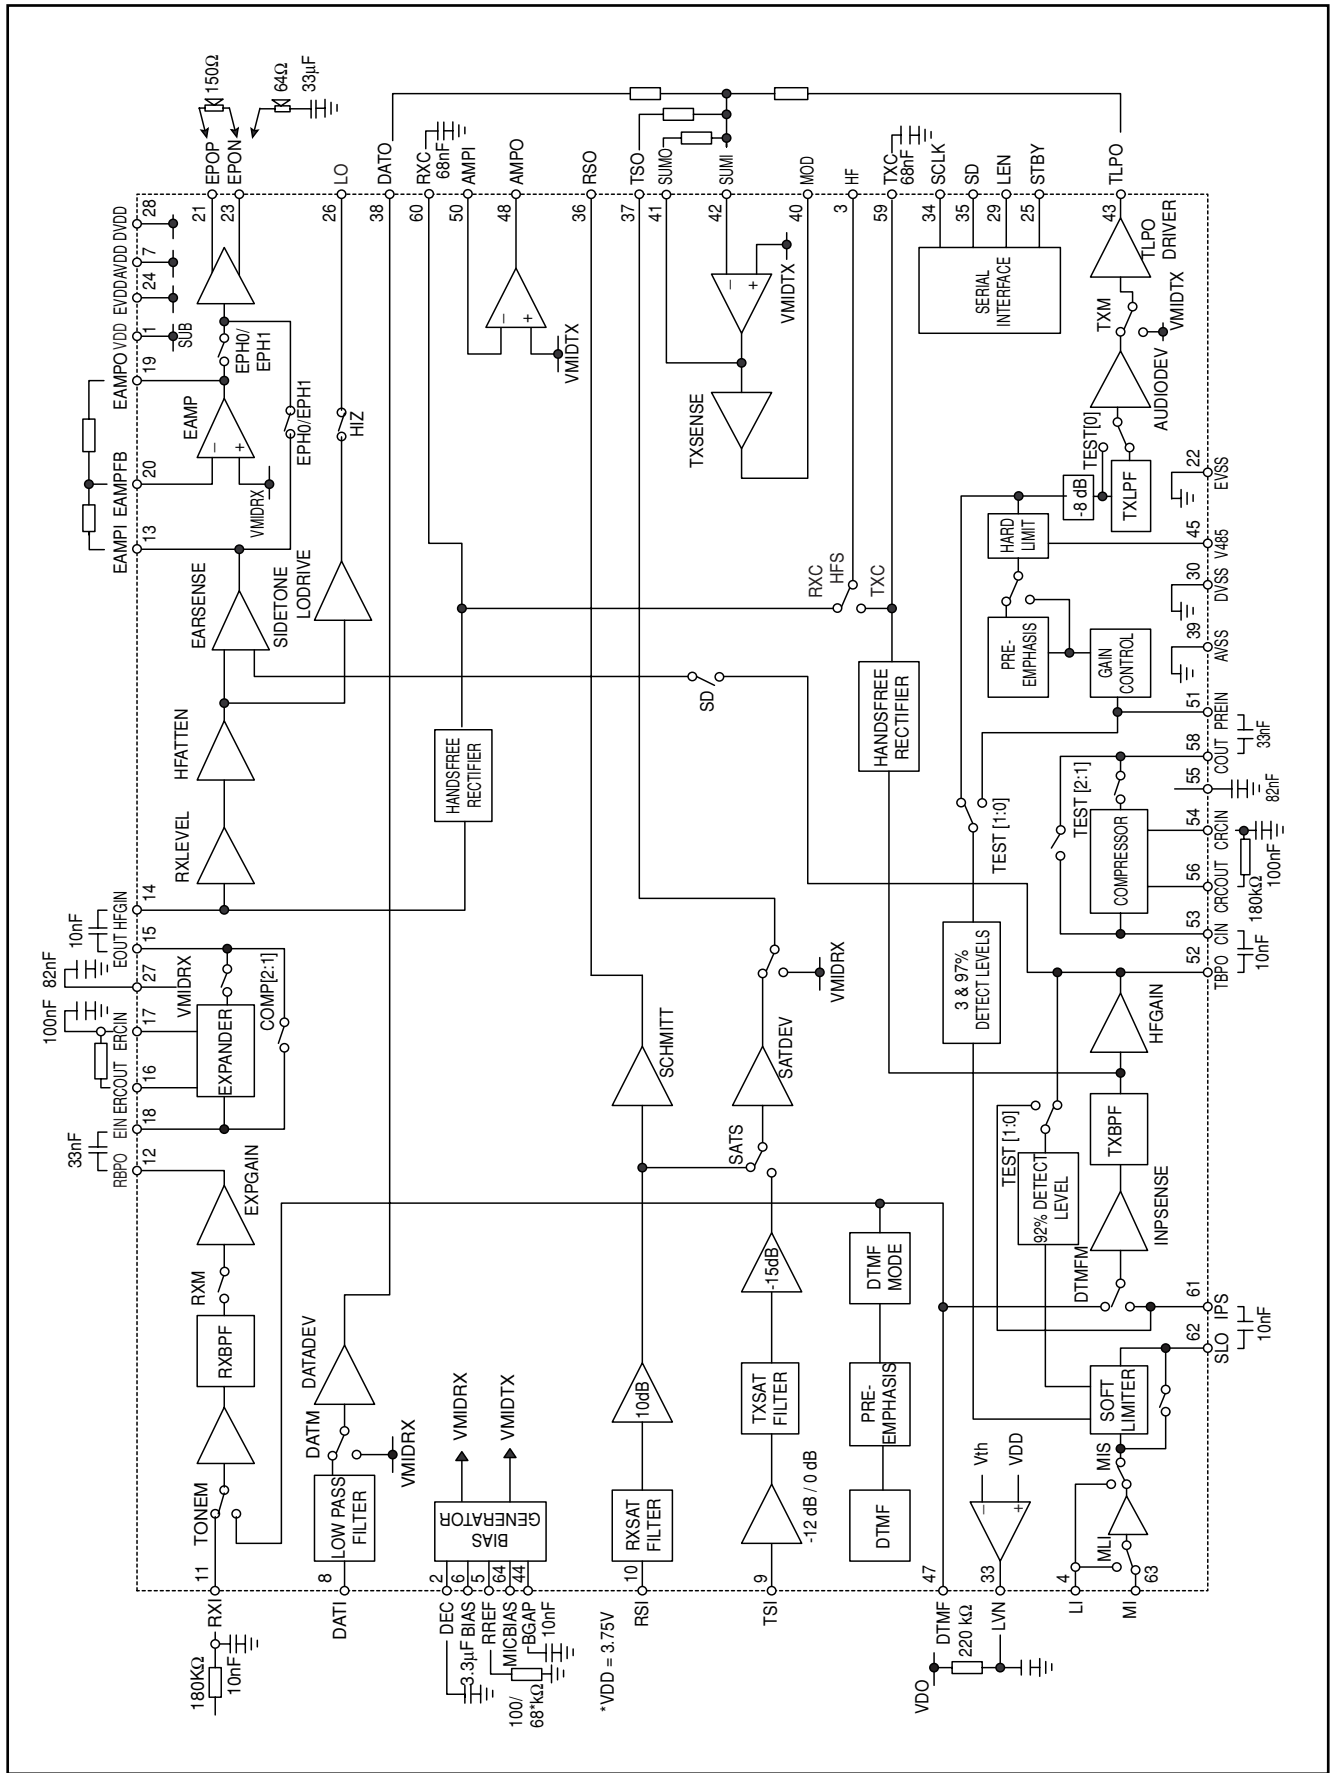 180KΩ
10nF
RXI
11
TONEM
RXBPF
RXM
EXPGAIN
33nF
RBPO
12
EIN
18
ERCOUT
16
100nF
ERCIN
17
EXPANDER
82nF
27
VMIDRX
COMP[2:1]
10nF
EOUT
15
HFGIN
14
RXLEVEL
HFATTEN
EARSENSE
SIDETONE
EAMPI
13
EAMPFB
20
EAMPO
19
EAMP
VMIDRX
–
+
EPH0/
EPH1
EPH0/EPH1
VDD
1
SUB
EVDD
24
AVDD
7
DVDD
28
21
EPOP
23
EPON
150Ω
64Ω
33µF
LODRIVE
HIZ
26
LO
DATI
8
LOW PASS
FILTER
DATM
VMIDRX
DATADEV
38
DATO
HANDSFREE
RECTIFIER
60
RXC
68nF
50
AMPI
48
AMPO
–
+
VMIDTX
DEC
2
3.3µF
BIAS
6
RREF
5
MICBIAS
64
BGAP
44
10nF
100/
68*kΩ
*VDD = 3.75V
BIAS
GENERATOR
VMIDRX
VMIDTX
RSI
10
RXSAT
FILTER
10dB
SCHMITT
36
RSO
TSI
9
-12 dB / 0 dB
TXSAT
FILTER
-15dB
SATS
SATDEV
VMIDRX
37
TSO
41
SUMO
42
SUMI
–
+
VMIDTX
TXSENSE
40
MOD
SD
RXC
HFS
TXC
3
HF
HANDSFREE
RECTIFIER
59
TXC
68nF
DTMF
PRE-
EMPHASIS
DTMF
MODE
DTMF
47
VDO
220 kΩ
LVN
33
–
+
Vth
VDD
SERIAL
INTERFACE
34
SCLK
35
SD
29
LEN
25
STBY
LI
4
MI
63
MLI
MIS
SOFT
LIMITER
SLO
62
IPS
61
10nF
DTMFM
INPSENSE
TXBPF
HFGAIN
92% DETECT
LEVEL
TEST [1:0]
3 & 97%
DETECT LEVELS
TEST [1:0]
TBPO
52
CIN
53
10nF
CRCOUT
56
CRCIN
54
180kΩ
100nF
COMPRESSOR
TEST [2:1]
55
82nF
COUT
58
PREIN
51
33nF
GAIN
CONTROL
PRE-
EMPHASIS
HARD
LIMIT
AVSS
39
DVSS
30
V485
45
EVSS
22
-8 dB
TXLPF
TEST[0]
AUDIODEV
TXM
VMIDTX
TLPO
DRIVER
43
TLPO